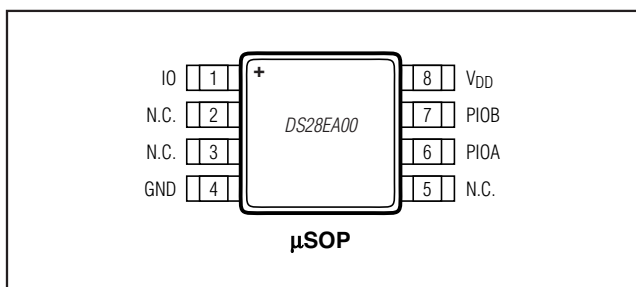 +
IO 1 8 VDD
N.C. 2 DS28EA00 7 PIOB
N.C. 3 6 PIOA
GND 4 5 N.C.
µSOP